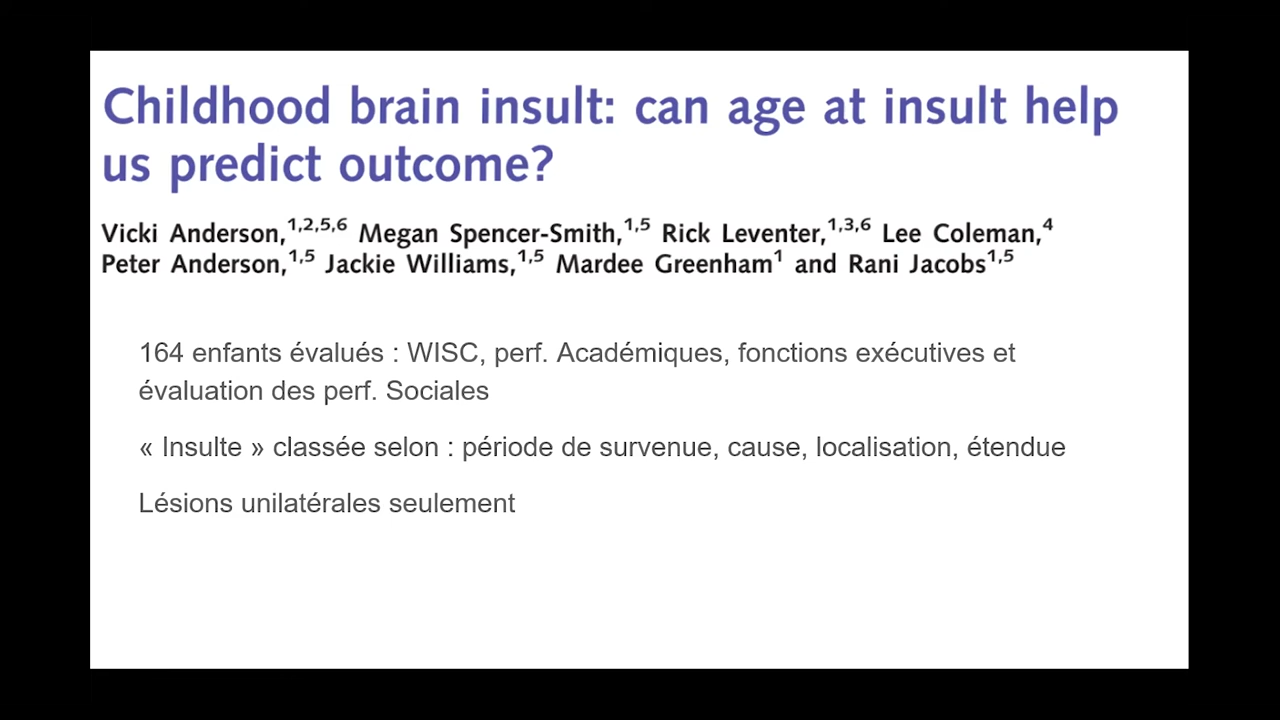 Childhood brain insult: can age at insult help
us predict outcome?
Vicki Anderson,1,2,5,6 Megan Spencer-Smith,1,5 Rick Leventer,1,3,6 Lee Coleman,4
Peter Anderson,1,5 Jackie Williams,1,5 Mardee Greenham1 and Rani Jacobs1,5
164 enfants évalués : WISC, perf. Académiques, fonctions exécutives et
évaluation des perf. Sociales
« Insulte » classée selon : période de survenue, cause, localisation, étendue
Lésions unilatérales seulement